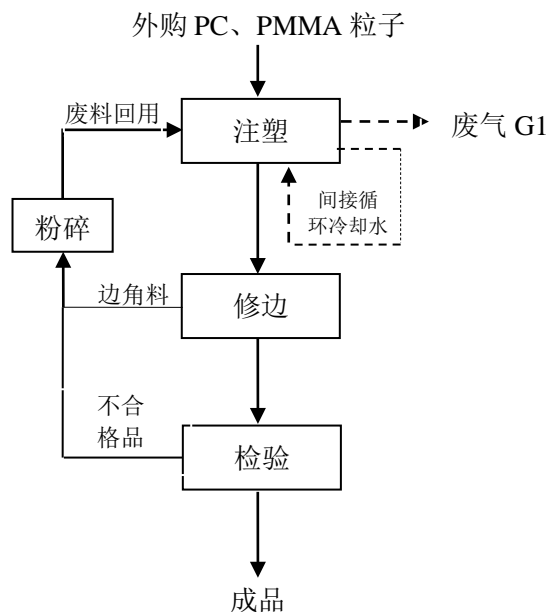 外购 PC、PMMA 粒子
废料回用
注塑
废气 G1
间接循
环冷却水
粉碎
边角料
修边
不合
格品
检验
成品